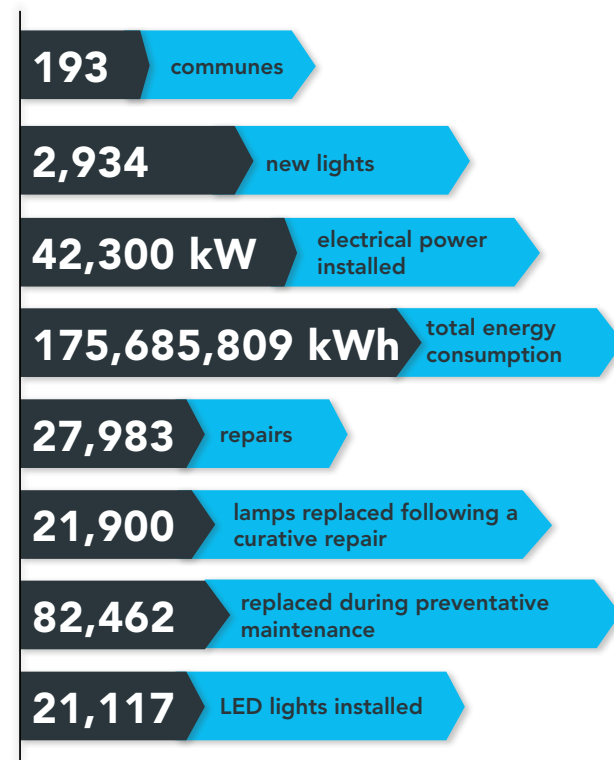 193 communes
2,934 new lights
42,300 kW electrical power
installed
175,685,809 kWh total energy
consumption
27,983 repairs
21,900 lamps replaced following a
curative repair
82,462 replaced during preventative
maintenance
21,117 LED lights installed